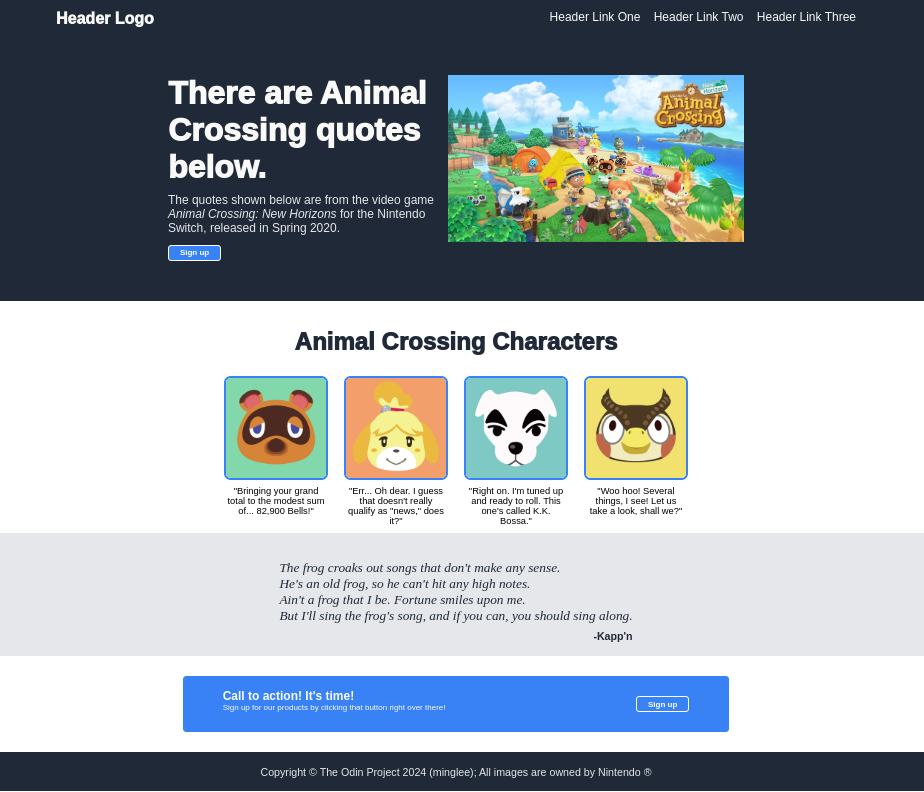 Header Logo
Header Link One Header Link Two Header Link Three
There are Animal
Crossing quotes
below.
The quotes shown below are from the video game
Animal Crossing: New Horizons for the Nintendo
Switch, released in Spring 2020.
Sign up
New
Horizons
Animal
Crossing
Animal Crossing Characters
"Bringing your grand
total to the modest sum
of... 82,900 Bells!"
"Err... Oh dear. I guess
that doesn't really
qualify as "news," does
it?"
"Right on. I'm tuned up
and ready to roll. This
one's called K.K.
Bossa."
"Woo hoo! Several
things, I see! Let us
take a look, shall we?"
The frog croaks out songs that don't make any sense.
He's an old frog, so he can't hit any high notes.
Ain't a frog that I be. Fortune smiles upon me.
But I'll sing the frog's song, and if you can, you should sing along.
-Kapp'n
Call to action! It's time!
Sign up for our products by clicking that button right over there!
Sign up
Copyright © The Odin Project 2024 (minglee); All images are owned by Nintendo ®